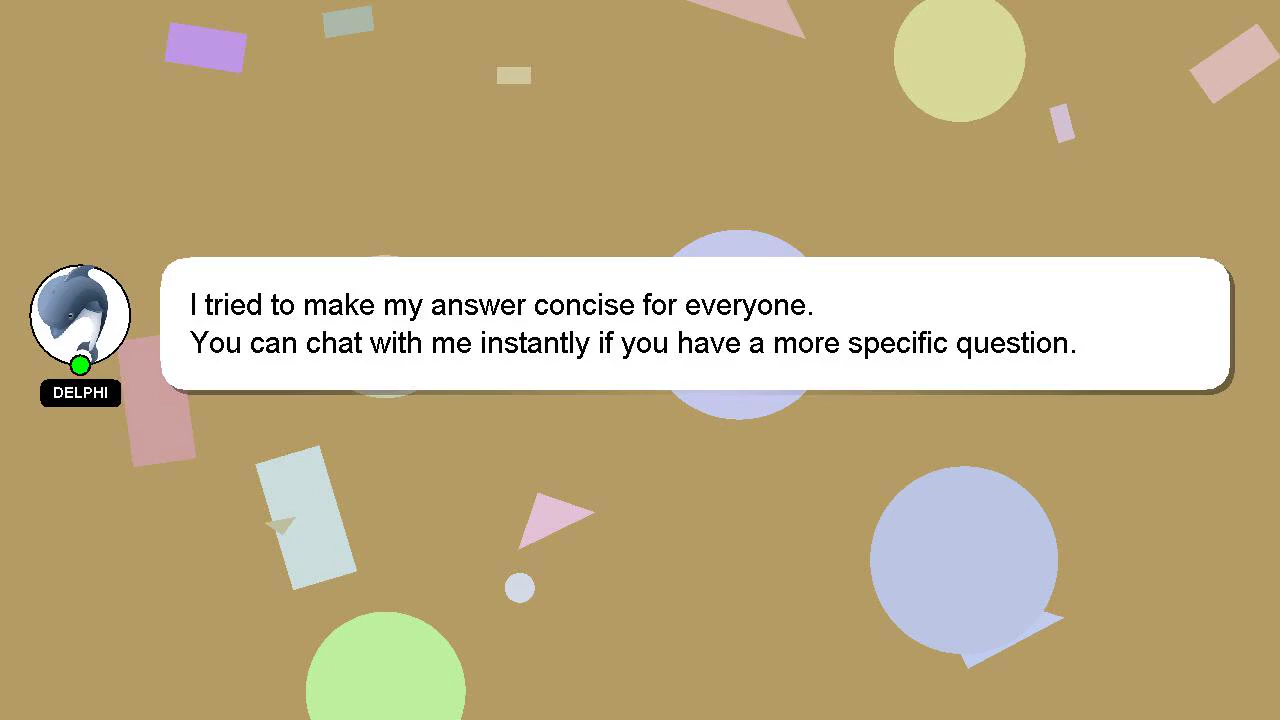 I tried to make my answer concise for everyone.
You can chat with me instantly if you have a more specific question.
DELPHI